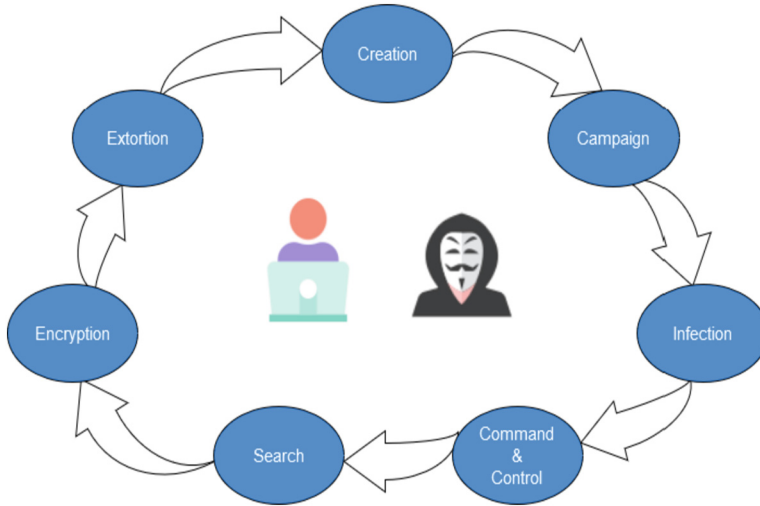 Creation
Campaign
Infection
Command
&
Control
Search
Encryption
Extortion